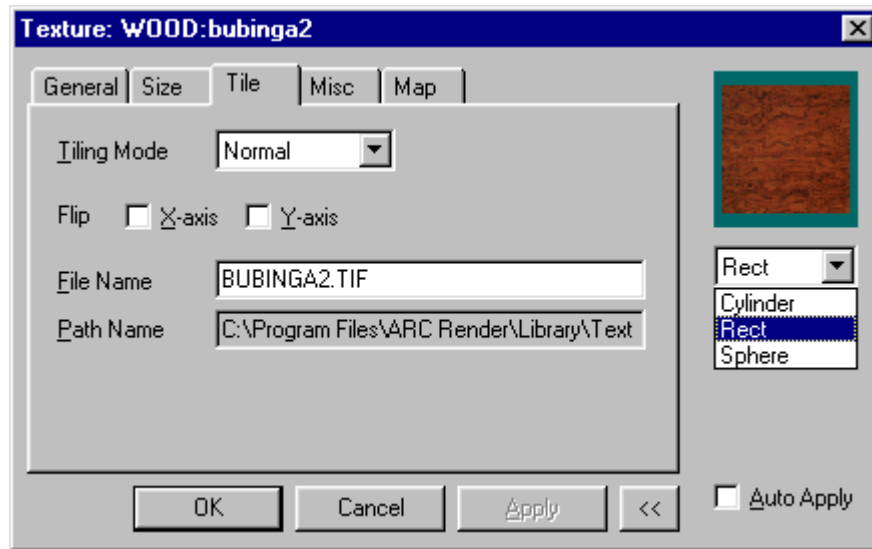 Texture: WOOD:bubinga2
General Size Tile Misc Map
Tiling Mode Normal
Flip X-axis Y-axis
File Name BUBINGA2.TIF
Path Name C:\Program Files\ARC Render\Library\Text
Rect
Cylinder
Rect
Sphere
OK Cancel Apply << Auto Apply